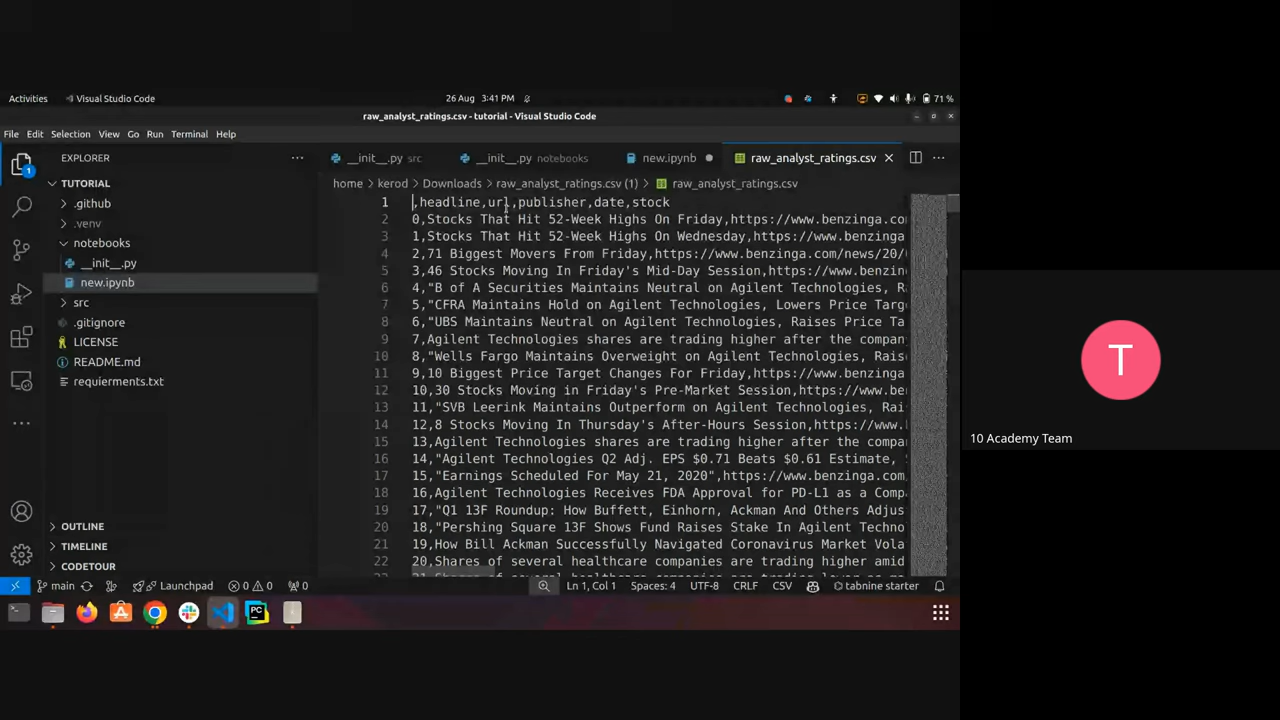 Activities
Visual Studio Code
26 Aug 3:41 PM
71 %
raw_analyst_ratings.csv - tutorial - Visual Studio Code
File Edit Selection View Go Run Terminal Help
EXPLORER
__init__.py src
__init__.py notebooks
new.ipynb
raw_analyst_ratings.csv
home > kerod > Downloads > raw_analyst_ratings.csv (1) > raw_analyst_ratings.csv
1
TUTORIAL
.github
.venv
notebooks
__init__.py
new.ipynb
src
.gitignore
LICENSE
README.md
requierments.txt
OUTLINE
TIMELINE
CODETOUR
1 ,headline,url,publisher,date,stock
2 0,Stocks That Hit 52-Week Highs On Friday,https://www.benzinga.co
3 1,Stocks That Hit 52-Week Highs On Wednesday,https://www.benzinga
4 2,71 Biggest Movers From Friday,https://www.benzinga.com/news/20/
5 3,46 Stocks Moving In Friday's Mid-Day Session,https://www.benzin
6 4,"B of A Securities Maintains Neutral on Agilent Technologies, R
7 5,"CFRA Maintains Hold on Agilent Technologies, Lowers Price Targ
8 6,"UBS Maintains Neutral on Agilent Technologies, Raises Price Ta
9 7,Agilent Technologies shares are trading higher after the compan
10 8,"Wells Fargo Maintains Overweight on Agilent Technologies, Rais
11 9,10 Biggest Price Target Changes For Friday,https://www.benzinga
12 10,30 Stocks Moving in Friday's Pre-Market Session,https://www.be
13 11,"SVB Leerink Maintains Outperform on Agilent Technologies, Rai
14 12,8 Stocks Moving In Thursday's After-Hours Session,https://www.
15 13,Agilent Technologies shares are trading higher after the compa
16 14,"Agilent Technologies Q2 Adj. EPS $0.71 Beats $0.61 Estimate,
17 15,"Earnings Scheduled For May 21, 2020",https://www.benzinga.com
18 16,Agilent Technologies Receives FDA Approval for PD-L1 as a Comp
19 17,"Q1 13F Roundup: How Buffett, Einhorn, Ackman And Others Adjus
20 18,"Pershing Square 13F Shows Fund Raises Stake In Agilent Techno
21 19,How Bill Ackman Successfully Navigated Coronavirus Market Vola
22 20,Shares of several healthcare companies are trading higher amid
main
Launchpad
0 0
0
Ln 1, Col 1
Spaces: 4
UTF-8
CRLF
CSV
tabnine starter
PC
T
10 Academy Team